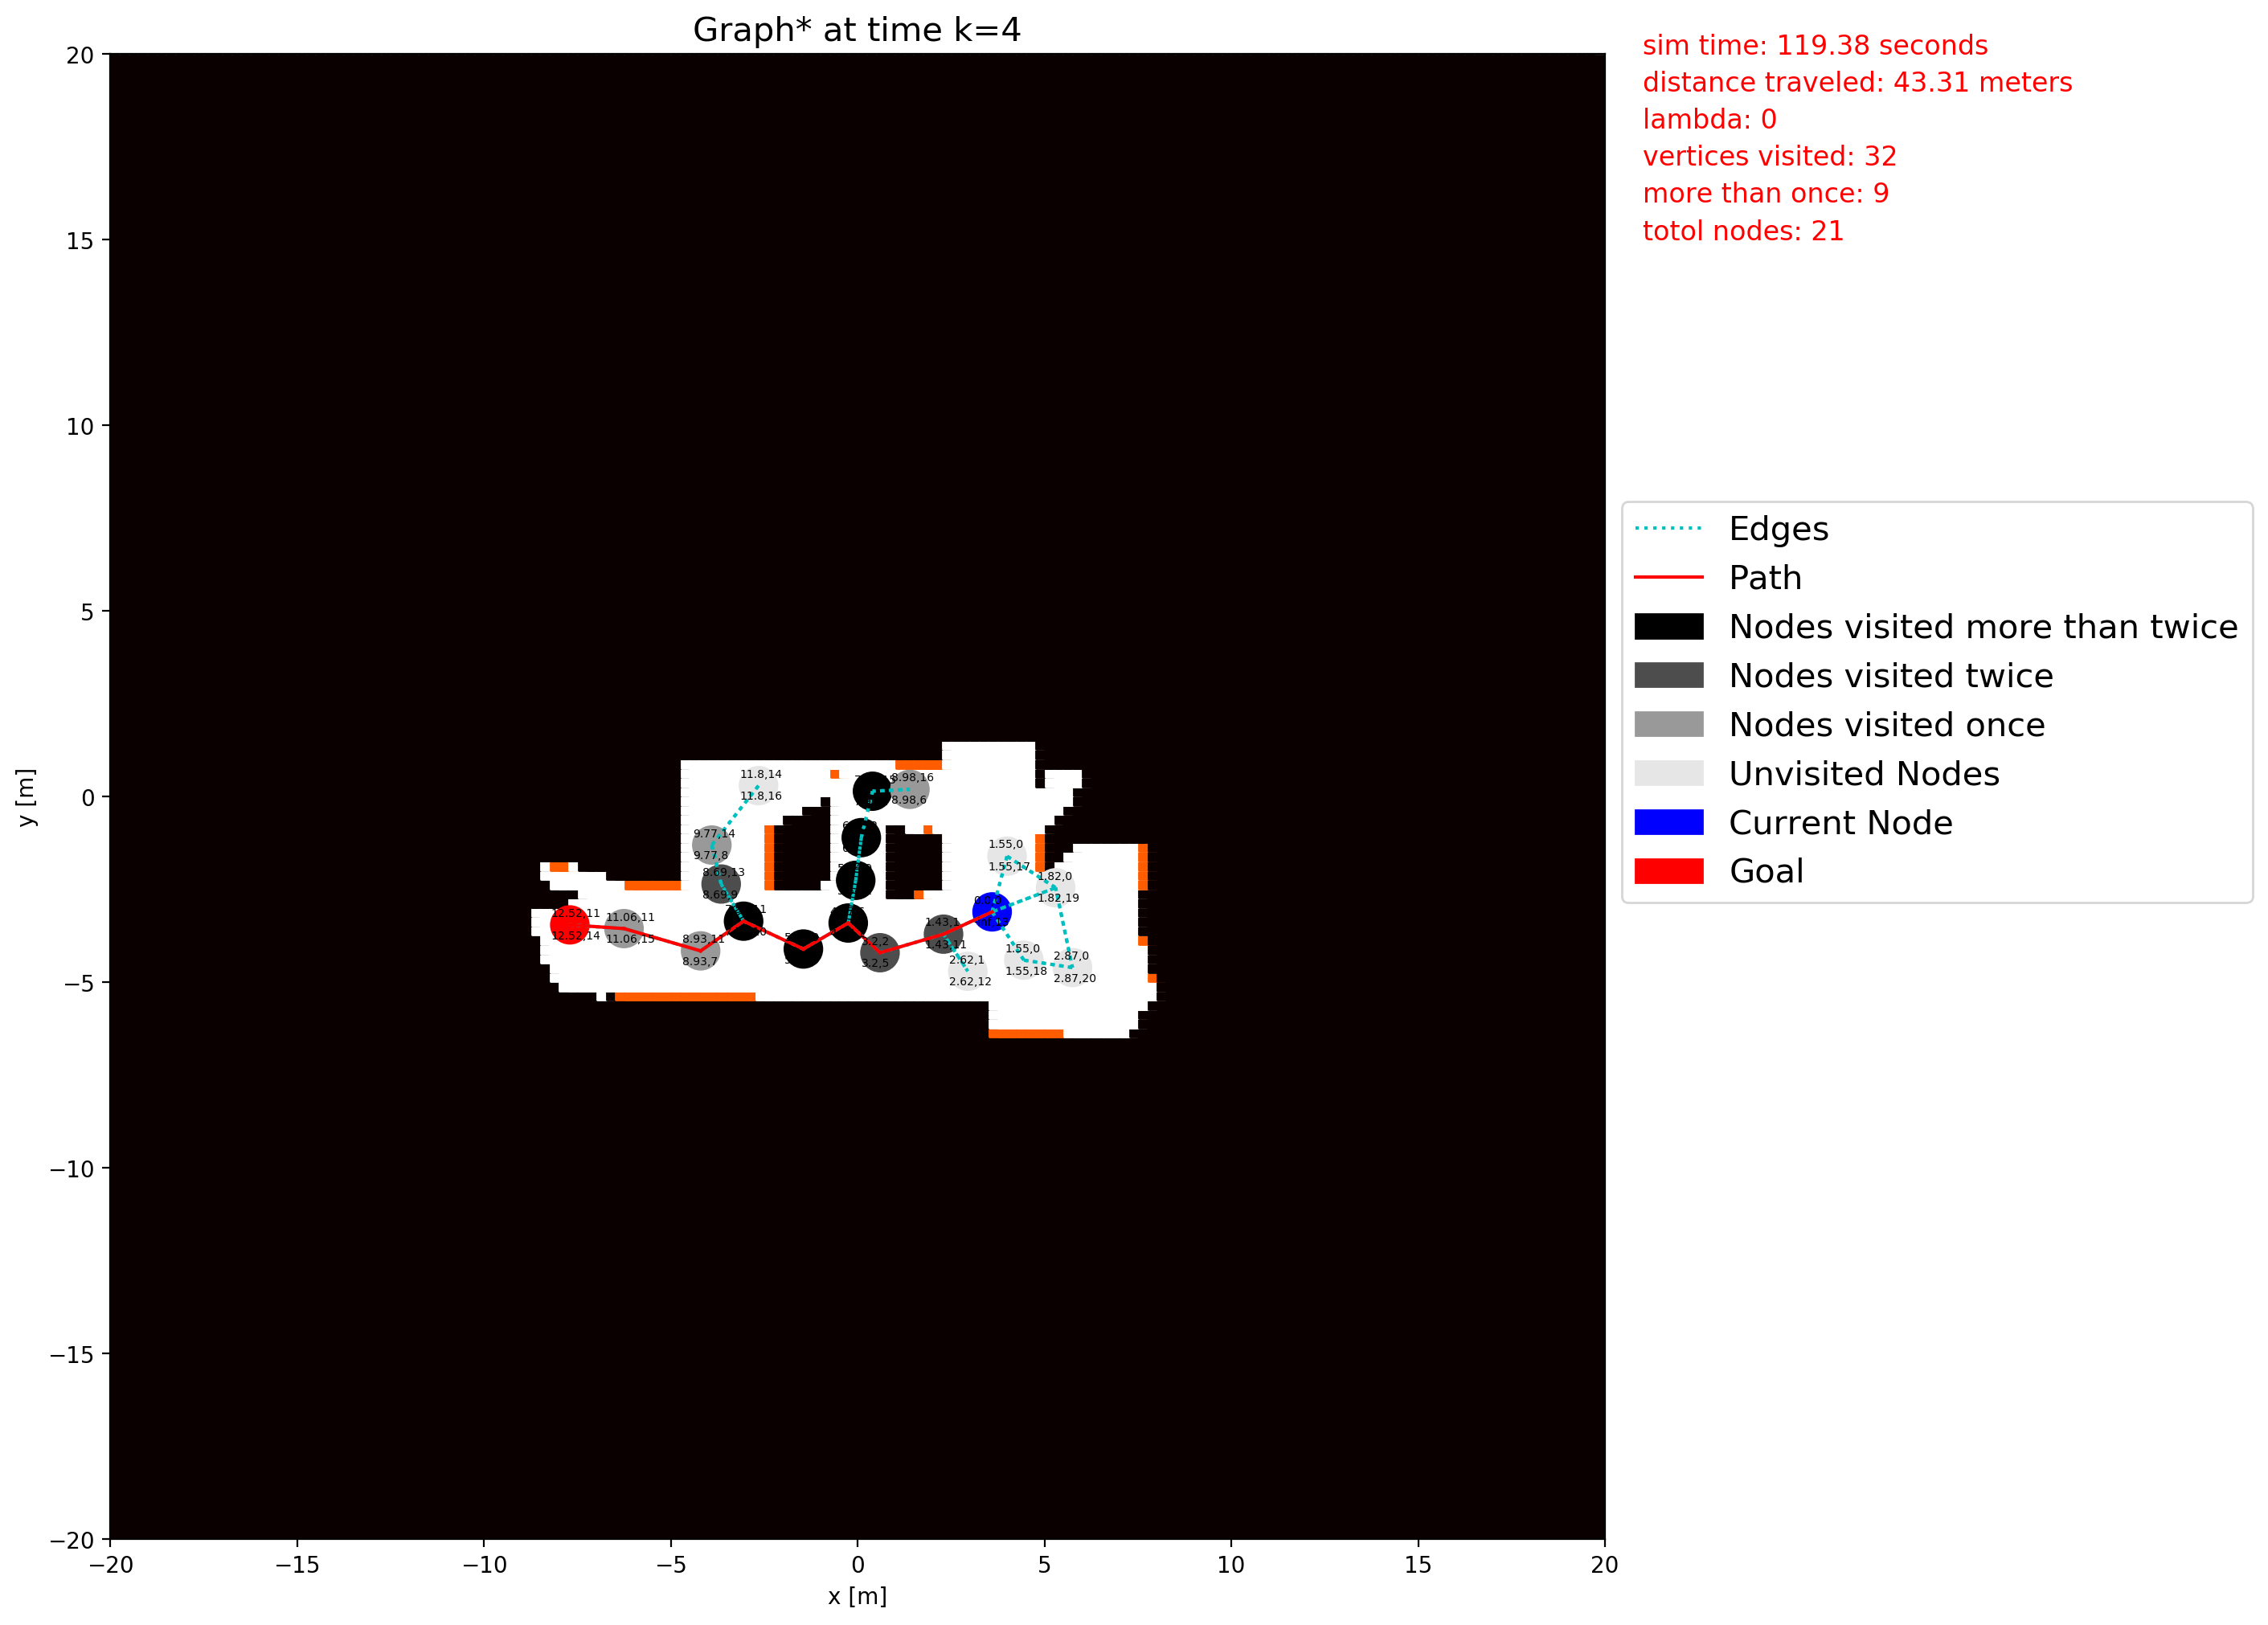 Graph* at time k=4
sim time: 119.38 seconds
distance traveled: 43.31 meters
lambda: 0
vertices visited: 32
more than once: 9
totol nodes: 21
20
15
10
5
0
−5
−10
−15
−20
y [m]
−20
−15
−10
−5
0
5
10
15
20
x [m]
Edges
Path
Nodes visited more than twice
Nodes visited twice
Nodes visited once
Unvisited Nodes
Current Node
Goal
11.8,14
11.8,16
8.98,16
8.98,6
9.77,14
9.77,8
8.69,13
8.69,9
12.52,11
12.52,14
11.06,11
11.06,15
8.93,11
8.93,7
3.2,2
3.2,5
1.43,1
1.43,11
2.62,1
2.62,12
1.55,0
1.55,17
1.82,0
1.82,19
1.55,0
1.55,18
2.87,0
2.87,20